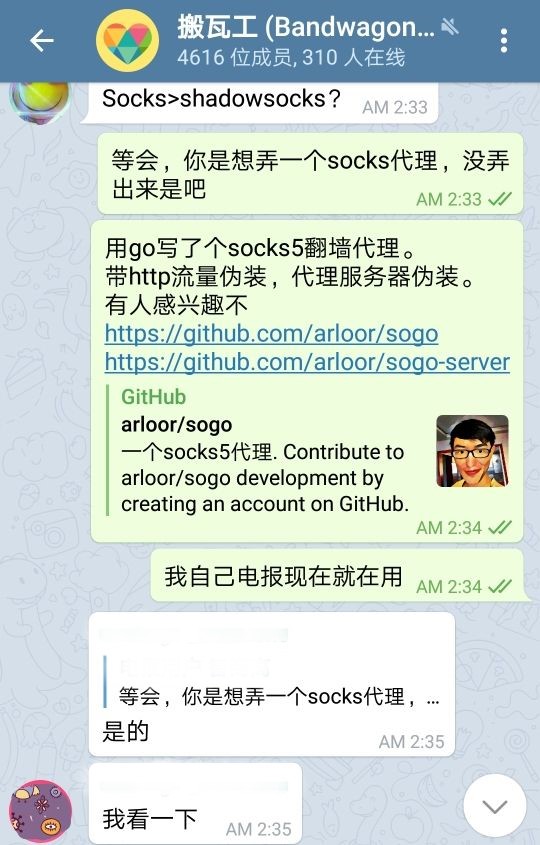 搬瓦工 (Bandwagon...
4616 位成员, 310 人在线
Socks>shadowsocks?
AM 2:33
等会，你是想弄一个socks代理，没弄
出来是吧
AM 2:33
用go写了个socks5翻墙代理。
带http流量伪装，代理服务器伪装。
有人感兴趣不
https://github.com/arloor/sogo
https://github.com/arloor/sogo-server
GitHub
arloor/sogo
一个socks5代理. Contribute to
arloor/sogo development by
creating an account on GitHub.
AM 2:34
我自己电报现在就在用
AM 2:34
等会，你是想弄一个socks代理，...
是的
AM 2:35
我看一下
AM 2:35